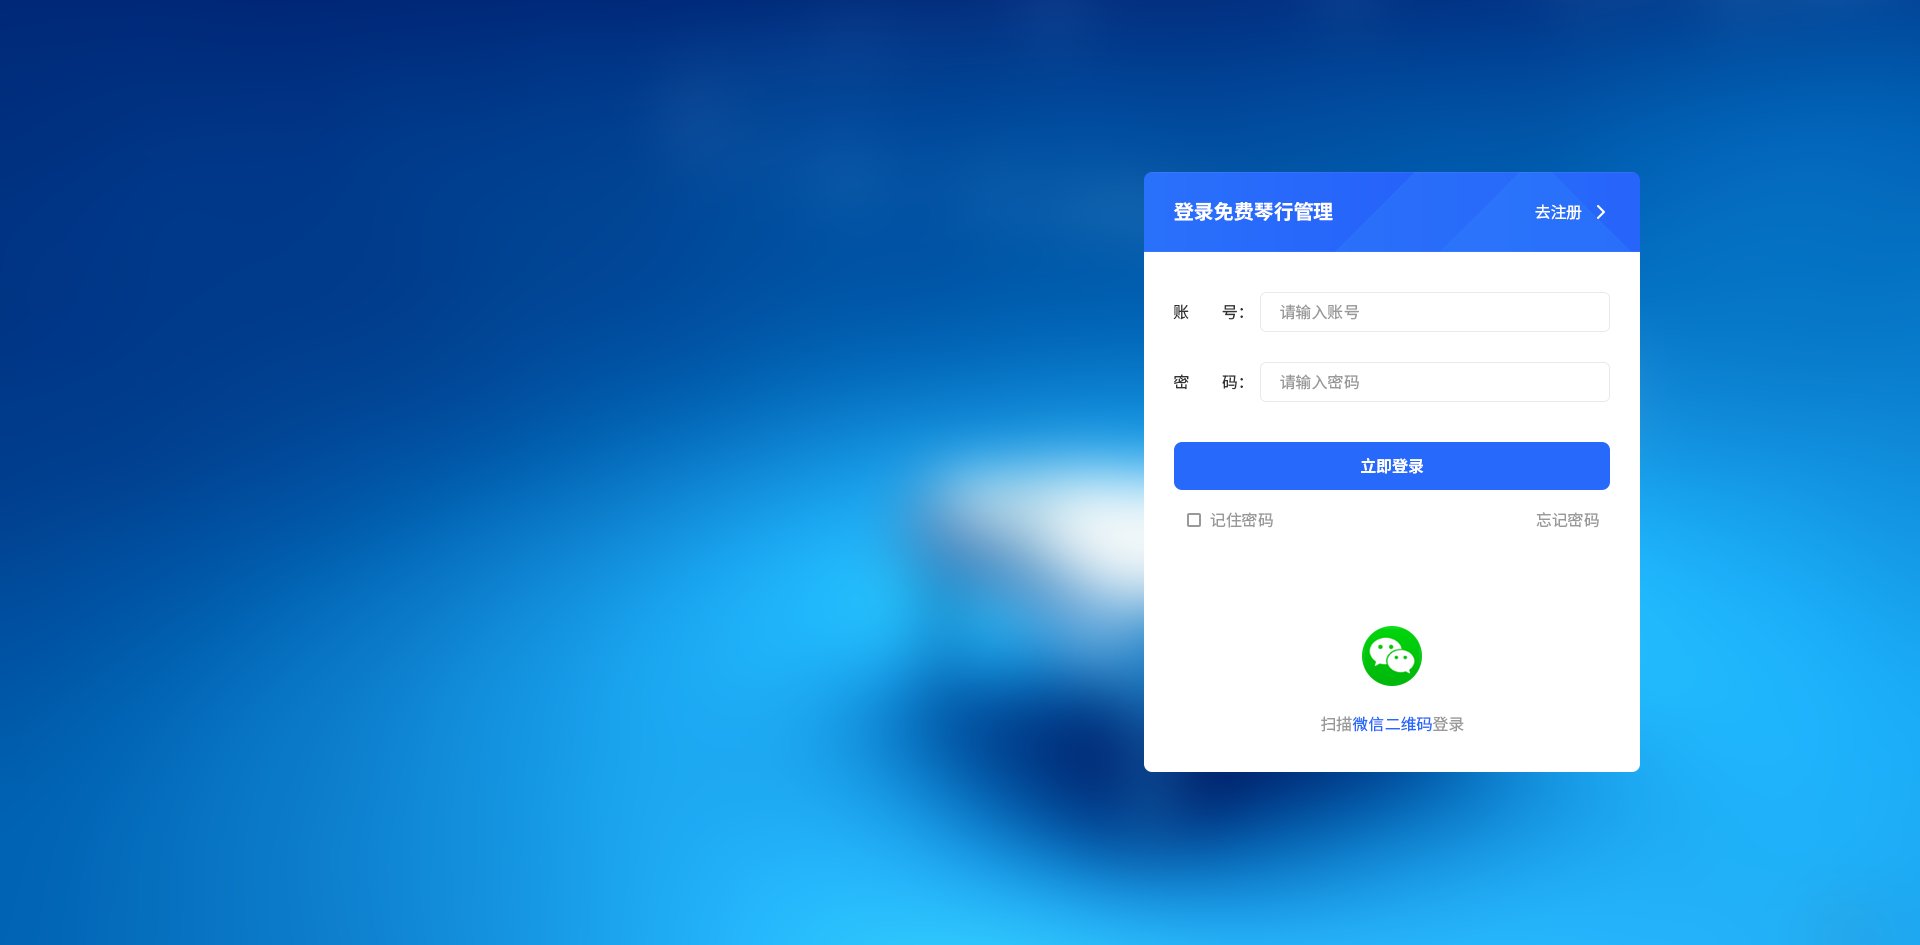 登录免费琴行管理
去注册
账 号：
请输入账号
密 码：
请输入密码
立即登录
记住密码
忘记密码
扫描微信二维码登录